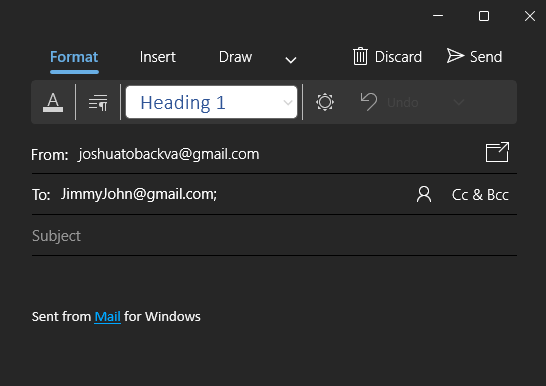 Format Insert Draw Discard Send
A Heading 1 Undo
From: joshuatobackva@gmail.com
To: JimmyJohn@gmail.com; Cc & Bcc
Subject
Sent from Mail for Windows